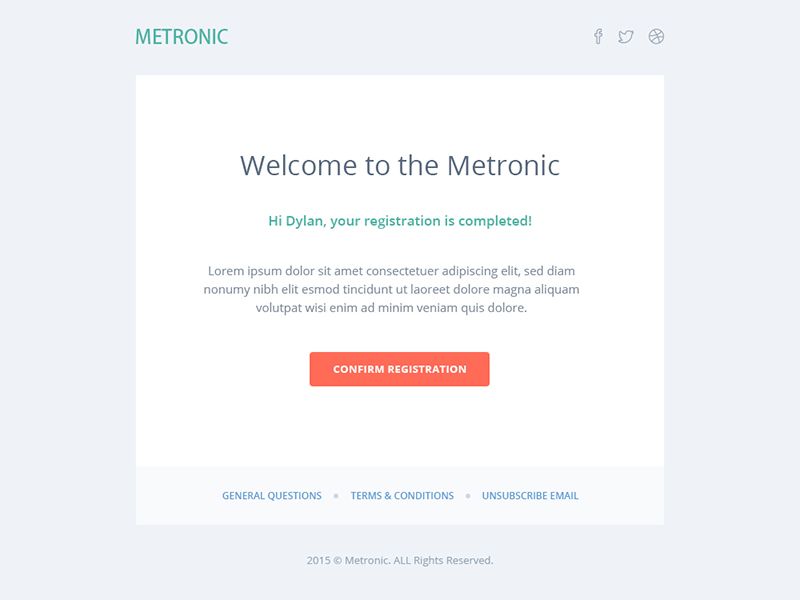 METRONIC
Welcome to the Metronic
Hi Dylan, your registration is completed!
Lorem ipsum dolor sit amet consectetuer adipiscing elit, sed diam
nonumy nibh elit esmod tincidunt ut laoreet dolore magna aliquam
volutpat wisi enim ad minim veniam quis dolore.
CONFIRM REGISTRATION
GENERAL QUESTIONS • TERMS & CONDITIONS • UNSUBSCRIBE EMAIL
2015 © Metronic. ALL Rights Reserved.